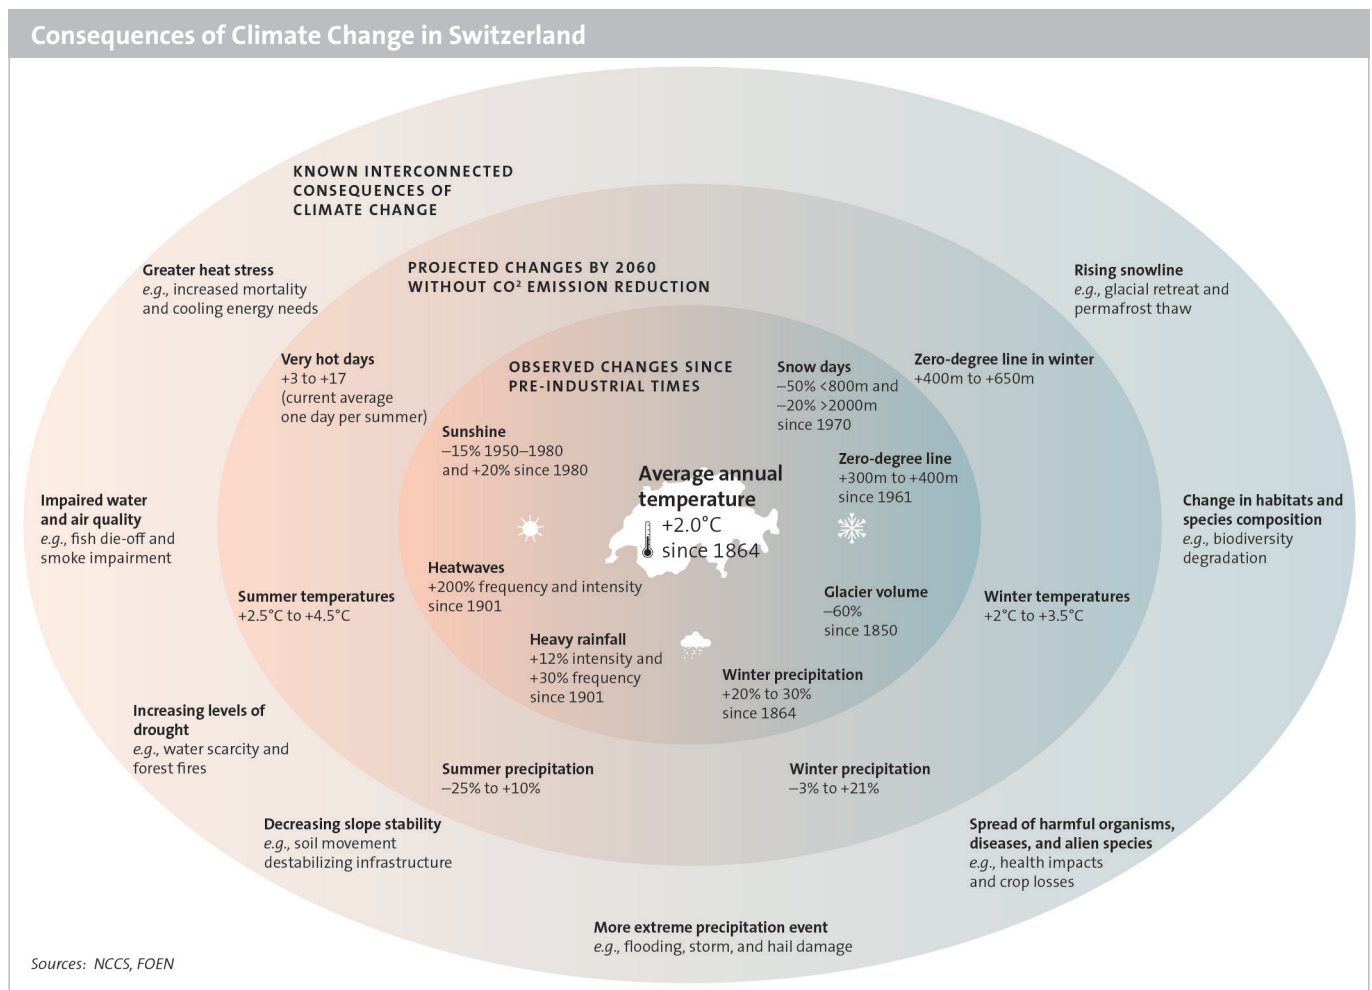 Consequences of Climate Change in Switzerland
KNOWN INTERCONNECTED
CONSEQUENCES OF
CLIMATE CHANGE
Greater heat stress
e.g., increased mortality
and cooling energy needs
Rising snowline
e.g., glacial retreat and
permafrost thaw
Impaired water
and air quality
e.g., fish die-off and
smoke impairment
Change in habitats and
species composition
e.g., biodiversity
degradation
Increasing levels of
drought
e.g., water scarcity and
forest fires
Decreasing slope stability
e.g., soil movement
destabilizing infrastructure
Spread of harmful organisms,
diseases, and alien species
e.g., health impacts
and crop losses
More extreme precipitation event
e.g., flooding, storm, and hail damage
PROJECTED CHANGES BY 2060
WITHOUT CO² EMISSION REDUCTION
Very hot days
+3 to +17
(current average
one day per summer)
Zero-degree line in winter
+400m to +650m
Summer temperatures
+2.5°C to +4.5°C
Winter temperatures
+2°C to +3.5°C
Summer precipitation
–25% to +10%
Winter precipitation
–3% to +21%
OBSERVED CHANGES SINCE
PRE-INDUSTRIAL TIMES
Snow days
–50% <800m and
–20% >2000m
since 1970
Sunshine
–15% 1950–1980
and +20% since 1980
Zero-degree line
+300m to +400m
since 1961
Average annual
temperature
+2.0°C
since 1864
Heatwaves
+200% frequency and intensity
since 1901
Glacier volume
–60%
since 1850
Heavy rainfall
+12% intensity and
+30% frequency
since 1901
Winter precipitation
+20% to 30%
since 1864
Sources: NCCS, FOEN